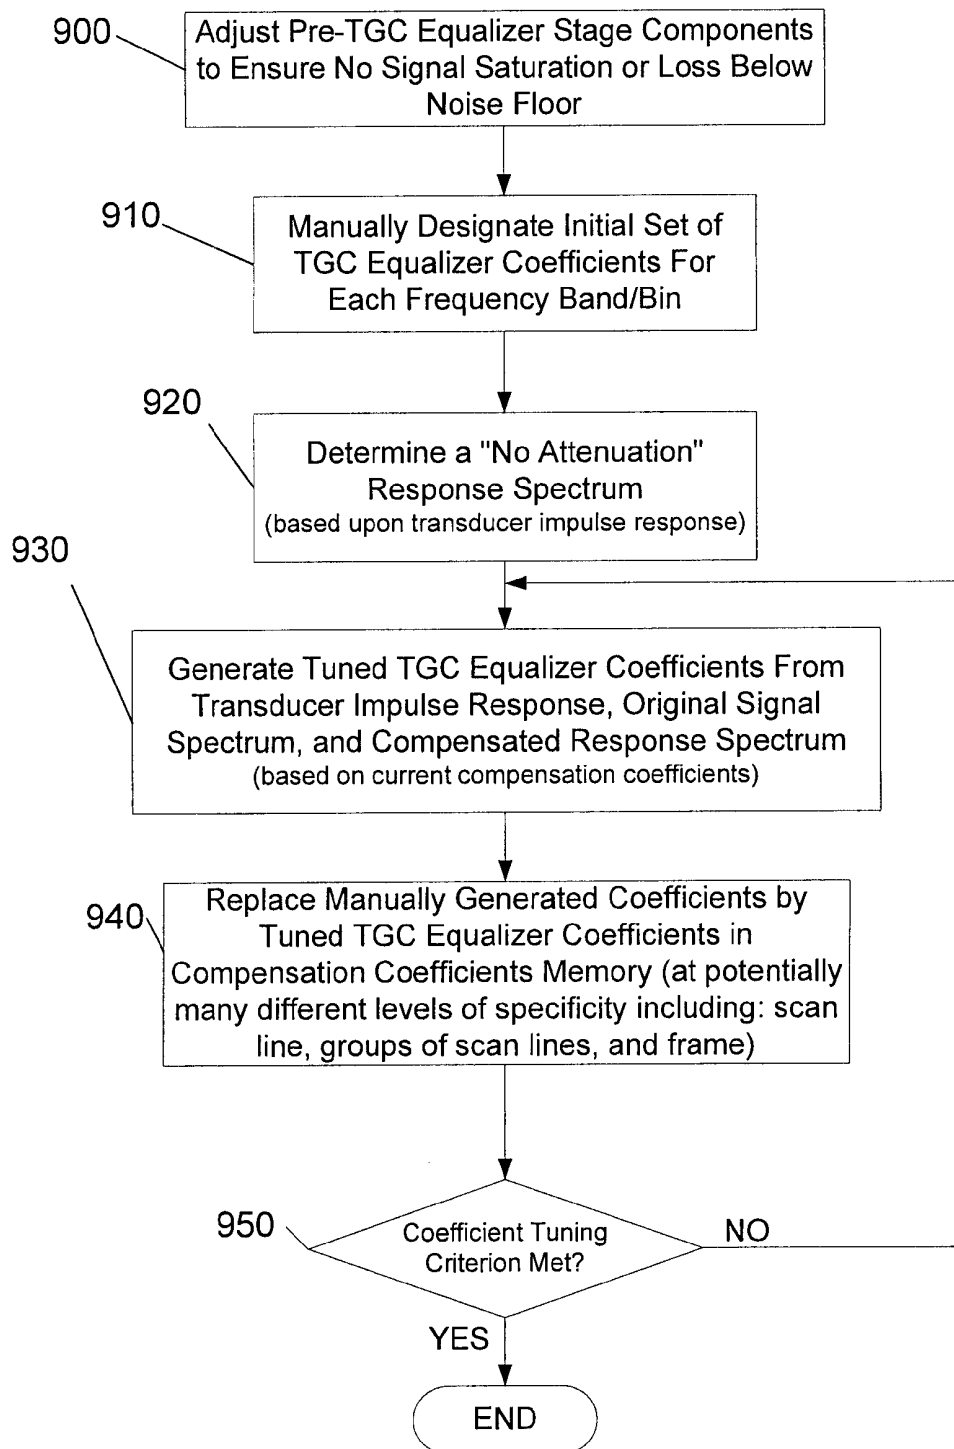 900
Adjust Pre-TGC Equalizer Stage Components
to Ensure No Signal Saturation or Loss Below
Noise Floor
910
Manually Designate Initial Set of
TGC Equalizer Coefficients For
Each Frequency Band/Bin
920
Determine a "No Attenuation"
Response Spectrum
(based upon transducer impulse response)
930
Generate Tuned TGC Equalizer Coefficients From
Transducer Impulse Response, Original Signal
Spectrum, and Compensated Response Spectrum
(based on current compensation coefficients)
940
Replace Manually Generated Coefficients by
Tuned TGC Equalizer Coefficients in
Compensation Coefficients Memory (at potentially
many different levels of specificity including: scan
line, groups of scan lines, and frame)
950
Coefficient Tuning
Criterion Met?
NO
YES
END